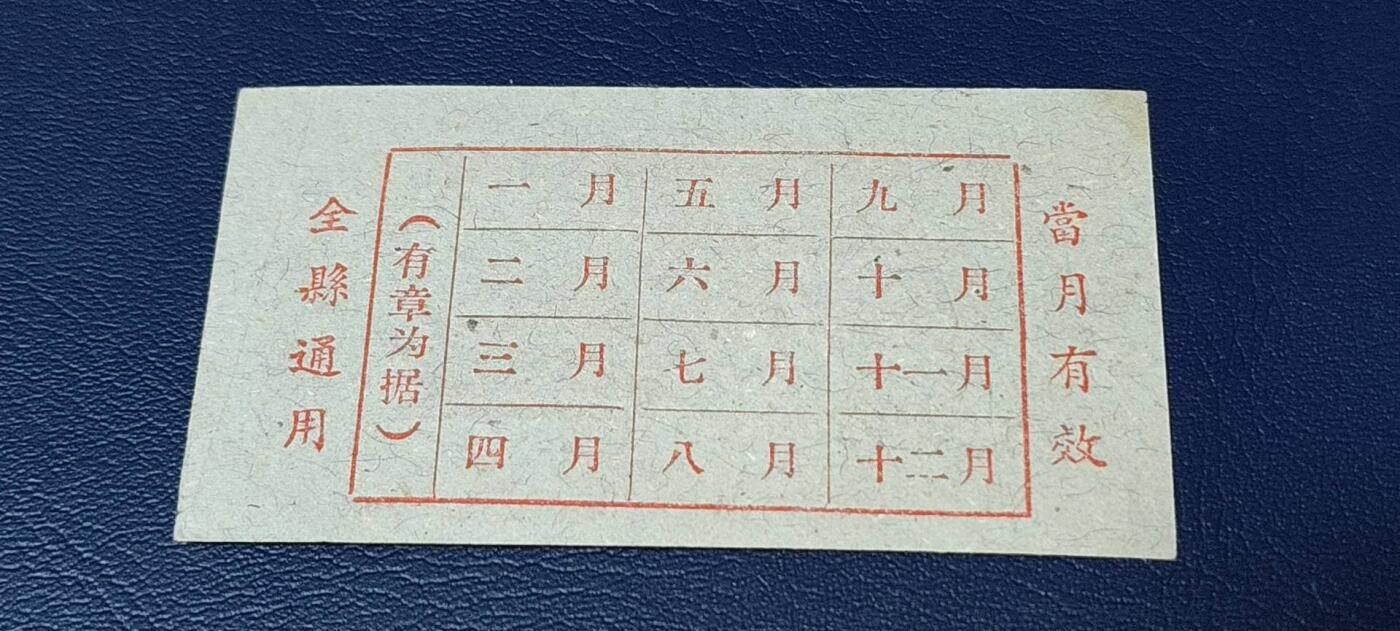 全縣通用
（有章为据）
一月 五月 九月
二月 六月 十月
三月 七月 十一月
四月 八月 十二月
當月有效